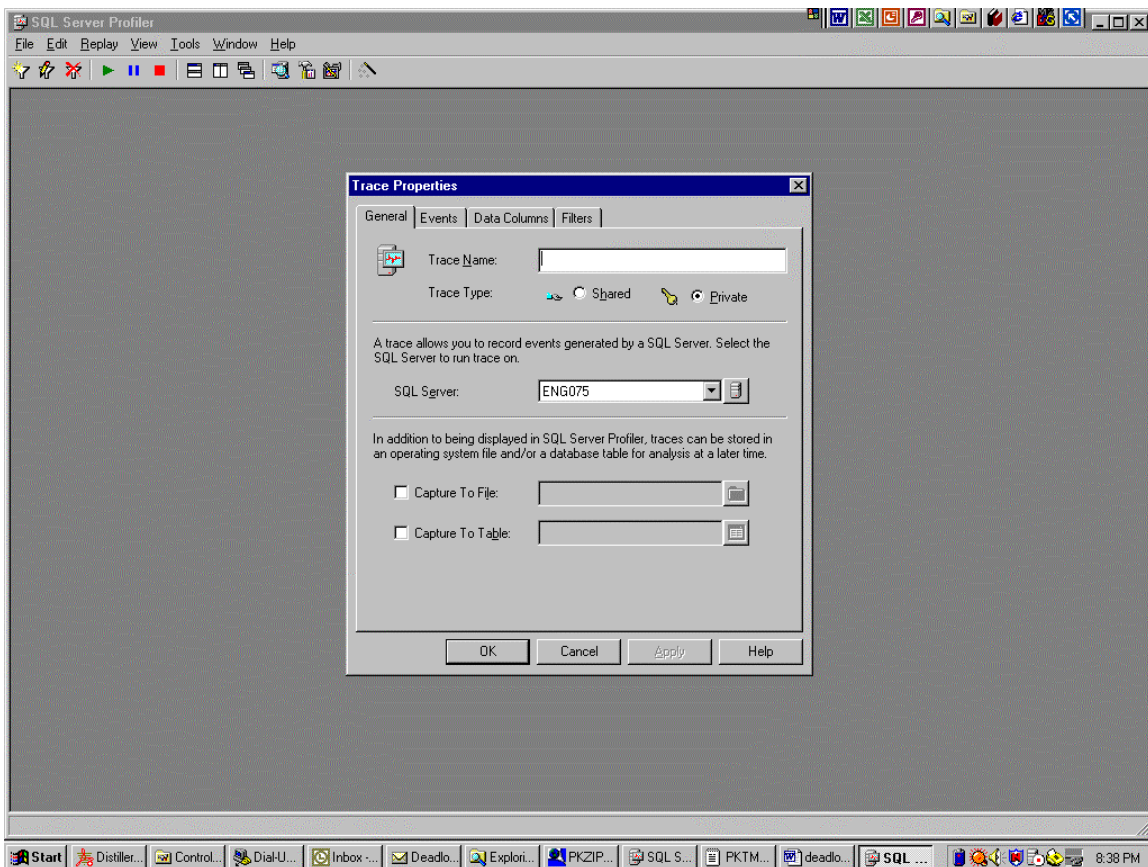 SQL Server Profiler
File Edit Replay View Tools Window Help
Trace Properties
General Events Data Columns Filters
Trace Name:
Trace Type: Shared Private
A trace allows you to record events generated by a SQL Server. Select the
SQL Server to run trace on.
SQL Server: ENG075
In addition to being displayed in SQL Server Profiler, traces can be stored in
an operating system file and/or a database table for analysis at a later time.
Capture To File:
Capture To Table:
OK Cancel Apply Help
Start Distiller... Control... Dial-U... Inbox -... Deadlo... Explori... PKZIP... SQL S... PKTM... deadlo... SQL ... 8:38 PM